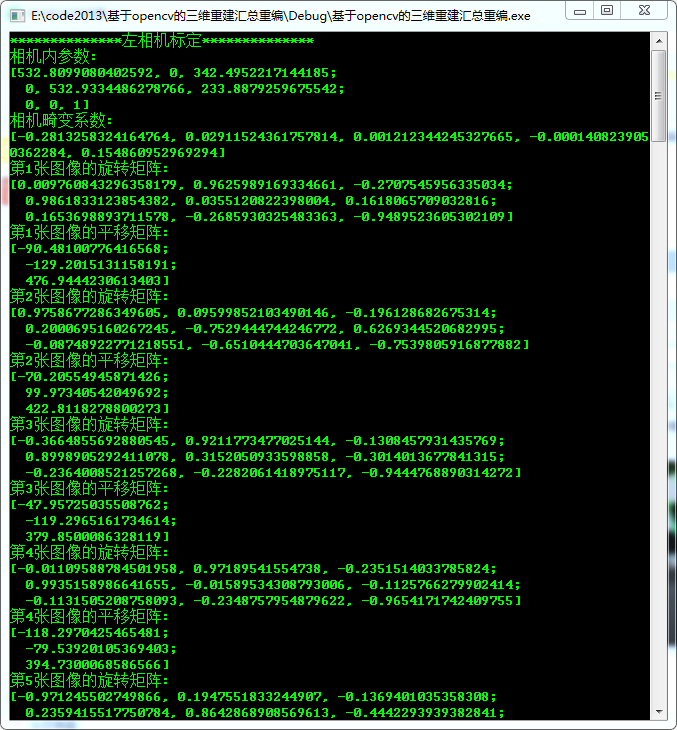 E:\code2013\基于opencv的三维重建汇总重编\Debug\基于opencv的三维重建汇总重编.exe
**************左相机标定**************
相机内参数:
[532.8099080402592, 0, 342.4952217144185;
0, 532.9334486278766, 233.8879259675542;
0, 0, 1]
相机畸变系数:
[-0.2813258324164764, 0.02911524361757814, 0.001212344245327665, -0.000140823905
0362284, 0.154860952969294]
第1张图像的旋转矩阵:
[0.009760843296358179, 0.9625989169334661, -0.2707545956335034;
0.9861833123854382, 0.0355120822398004, 0.1618065709032816;
0.1653698893711578, -0.2685930325483363, -0.9489523605302109]
第1张图像的平移矩阵:
[-90.48100776416568;
-129.2015131158191;
476.9444230613403]
第2张图像的旋转矩阵:
[0.9758677286349605, 0.09599852103490146, -0.196128682675314;
0.2000695160267245, -0.7529444744246772, 0.6269344520682995;
-0.08748922771218551, -0.6510444703647041, -0.7539805916877882]
第2张图像的平移矩阵:
[-70.20554945871426;
99.97340542049692;
422.8118278800273]
第3张图像的旋转矩阵:
[-0.3664855692880545, 0.9211773477025144, -0.1308457931435769;
0.8998905292411078, 0.3152050933598858, -0.3014013677841315;
-0.2364008521257268, -0.2282061418975117, -0.9444768890314272]
第3张图像的平移矩阵:
[-47.95725035508762;
-119.2965161734614;
379.8500086328119]
第4张图像的旋转矩阵:
[-0.01109588784501958, 0.97189541554738, -0.2351514033785824;
0.9935158986641655, -0.01589534308793006, -0.1125766279902414;
-0.1131505208758093, -0.2348757954879622, -0.9654171742409755]
第4张图像的平移矩阵:
[-118.2970425465481;
-79.53920105369403;
394.7300068586566]
第5张图像的旋转矩阵:
[-0.971245502749866, 0.1947551833244907, -0.1369401035358308;
0.2359415517750784, 0.8642868908569613, -0.4442293939382841;